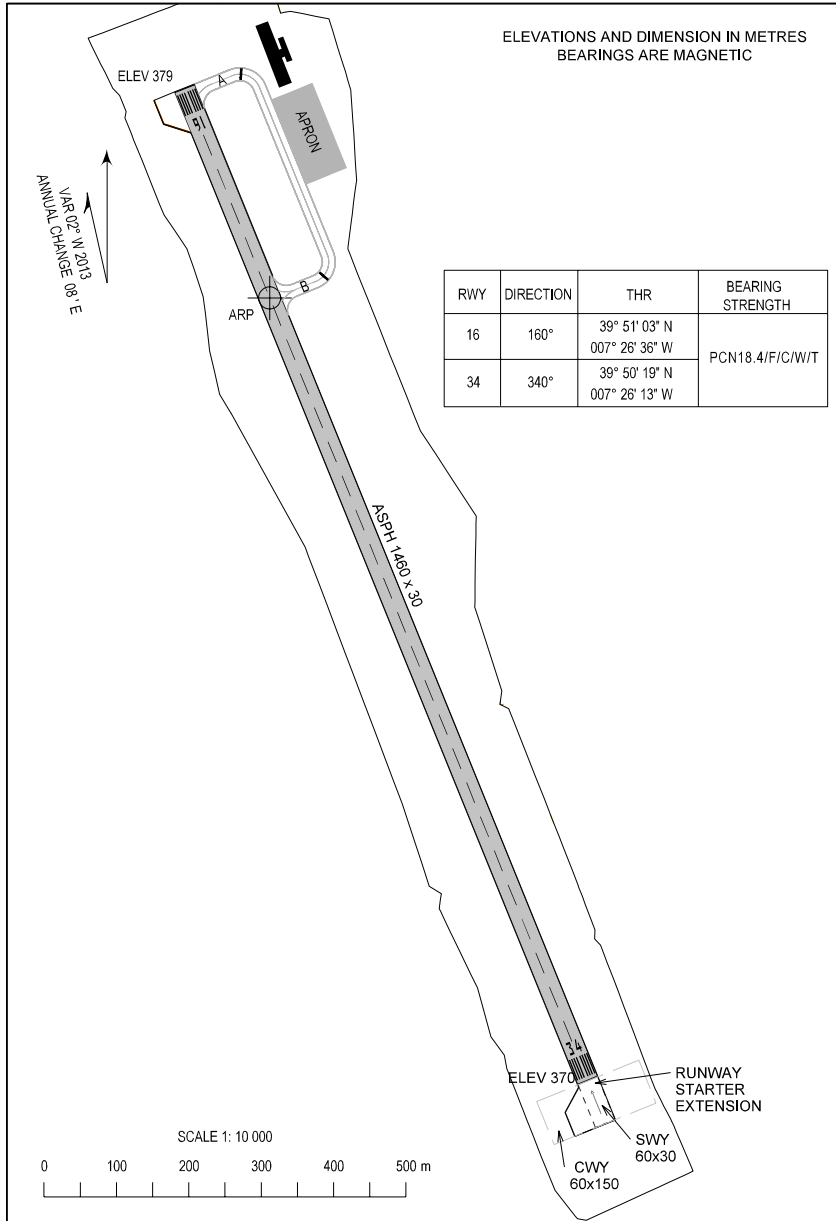 ELEVATIONS AND DIMENSION IN METRES
BEARINGS ARE MAGNETIC
ELEV 379
A
16
APRON
VAR 02° W 2013
ANNUAL CHANGE 08' E
B
ARP
RWY DIRECTION THR BEARING STRENGTH
16 160° 39° 51' 03" N
007° 26' 36" W
PCN18.4/F/C/W/T
34 340° 39° 50' 19" N
007° 26' 13" W
ASPH 1460 x 30
34
ELEV 370
RUNWAY
STARTER
EXTENSION
SWY
60x30
CWY
60x150
SCALE 1: 10 000
0 100 200 300 400 500 m